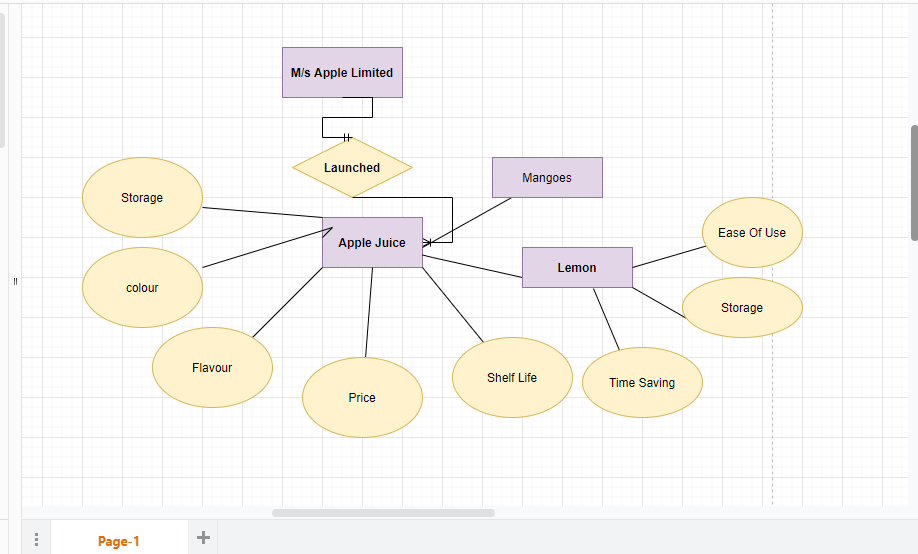 M/s Apple Limited
Launched
Mangoes
Storage
Ease Of Use
Apple Juice
Lemon
colour
Storage
Flavour
Shelf Life
Time Saving
Price
Page-1